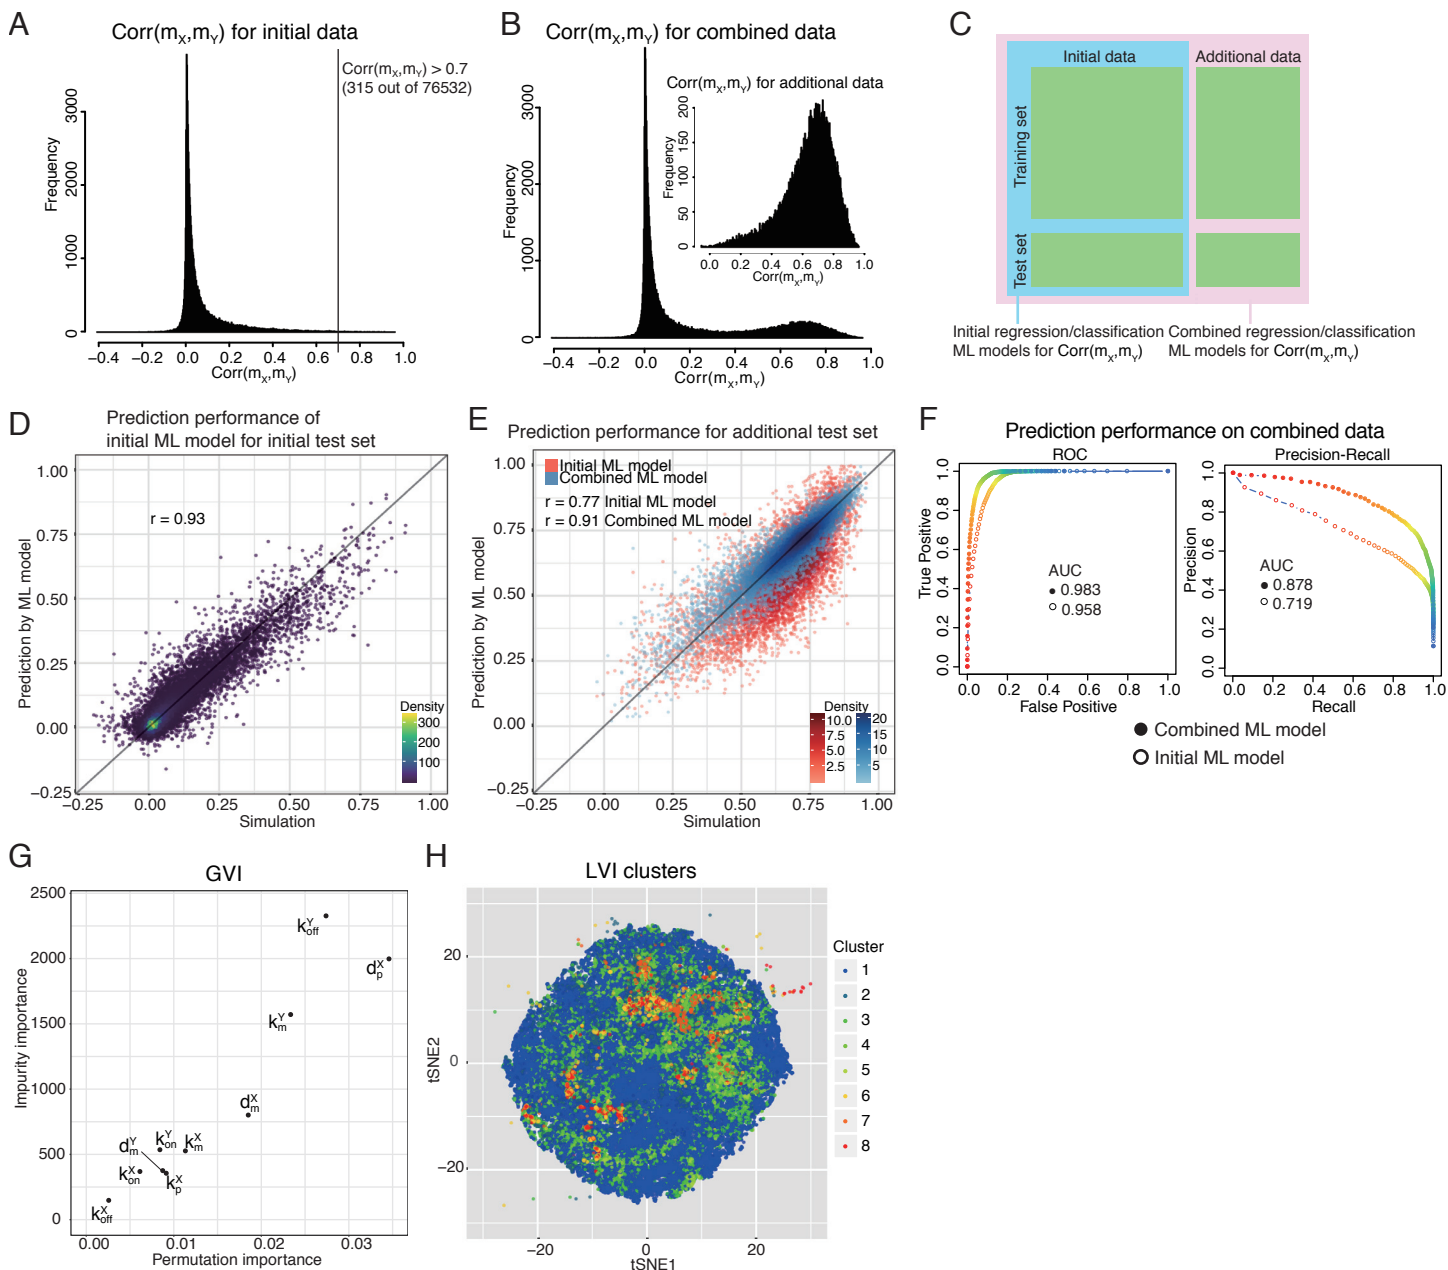 A
Corr(mX,mY) for initial data
Corr(mX,mY) > 0.7
(315 out of 76532)
Frequency
0
1000
2000
3000
−0.4 −0.2 0.0 0.2 0.4 0.6 0.8 1.0
Corr(mX,mY)
B
Corr(mX,mY) for combined data
Corr(mX,mY) for additional data
Frequency
0
50
100
150
200
0.0 0.2 0.4 0.6 0.8 1.0
Corr(mX,mY)
Frequency
0
1000
2000
3000
−0.4 −0.2 0.0 0.2 0.4 0.6 0.8 1.0
Corr(mX,mY)
C
Initial data
Additional data
Training set
Test set
Initial regression/classification
ML models for Corr(mX,mY)
Combined regression/classification
ML models for Corr(mX,mY)
D
Prediction performance of
initial ML model for initial test set
r = 0.93
Prediction by ML model
1.00
0.75
0.50
0.25
0.00
−0.25
Density
300
200
100
−0.25 0.00 0.25 0.50 0.75 1.00
Simulation
E
Prediction performance for additional test set
Initial ML model
Combined ML model
r = 0.77 Initial ML model
r = 0.91 Combined ML model
Prediction by ML model
1.00
0.75
0.50
0.25
0.00
−0.25
Density
10.0
7.5
5.0
2.5
20
15
10
5
−0.25 0.00 0.25 0.50 0.75 1.00
Simulation
F
Prediction performance on combined data
ROC
True Positive
0.0
0.2
0.4
0.6
0.8
1.0
AUC
0.983
0.958
0.0 0.2 0.4 0.6 0.8 1.0
False Positive
Precision-Recall
Precision
0.0
0.2
0.4
0.6
0.8
1.0
AUC
0.878
0.719
0.0 0.2 0.4 0.6 0.8 1.0
Recall
Combined ML model
Initial ML model
G
GVI
Impurity importance
2500
2000
1500
1000
500
0
k Y off
d X p
k Y m
d X m
d Y m
k Y on
k X m
k X on
k X p
k X off
0.00 0.01 0.02 0.03
Permutation importance
H
LVI clusters
tSNE2
20
0
−20
−20 0 20
tSNE1
Cluster
1
2
3
4
5
6
7
8